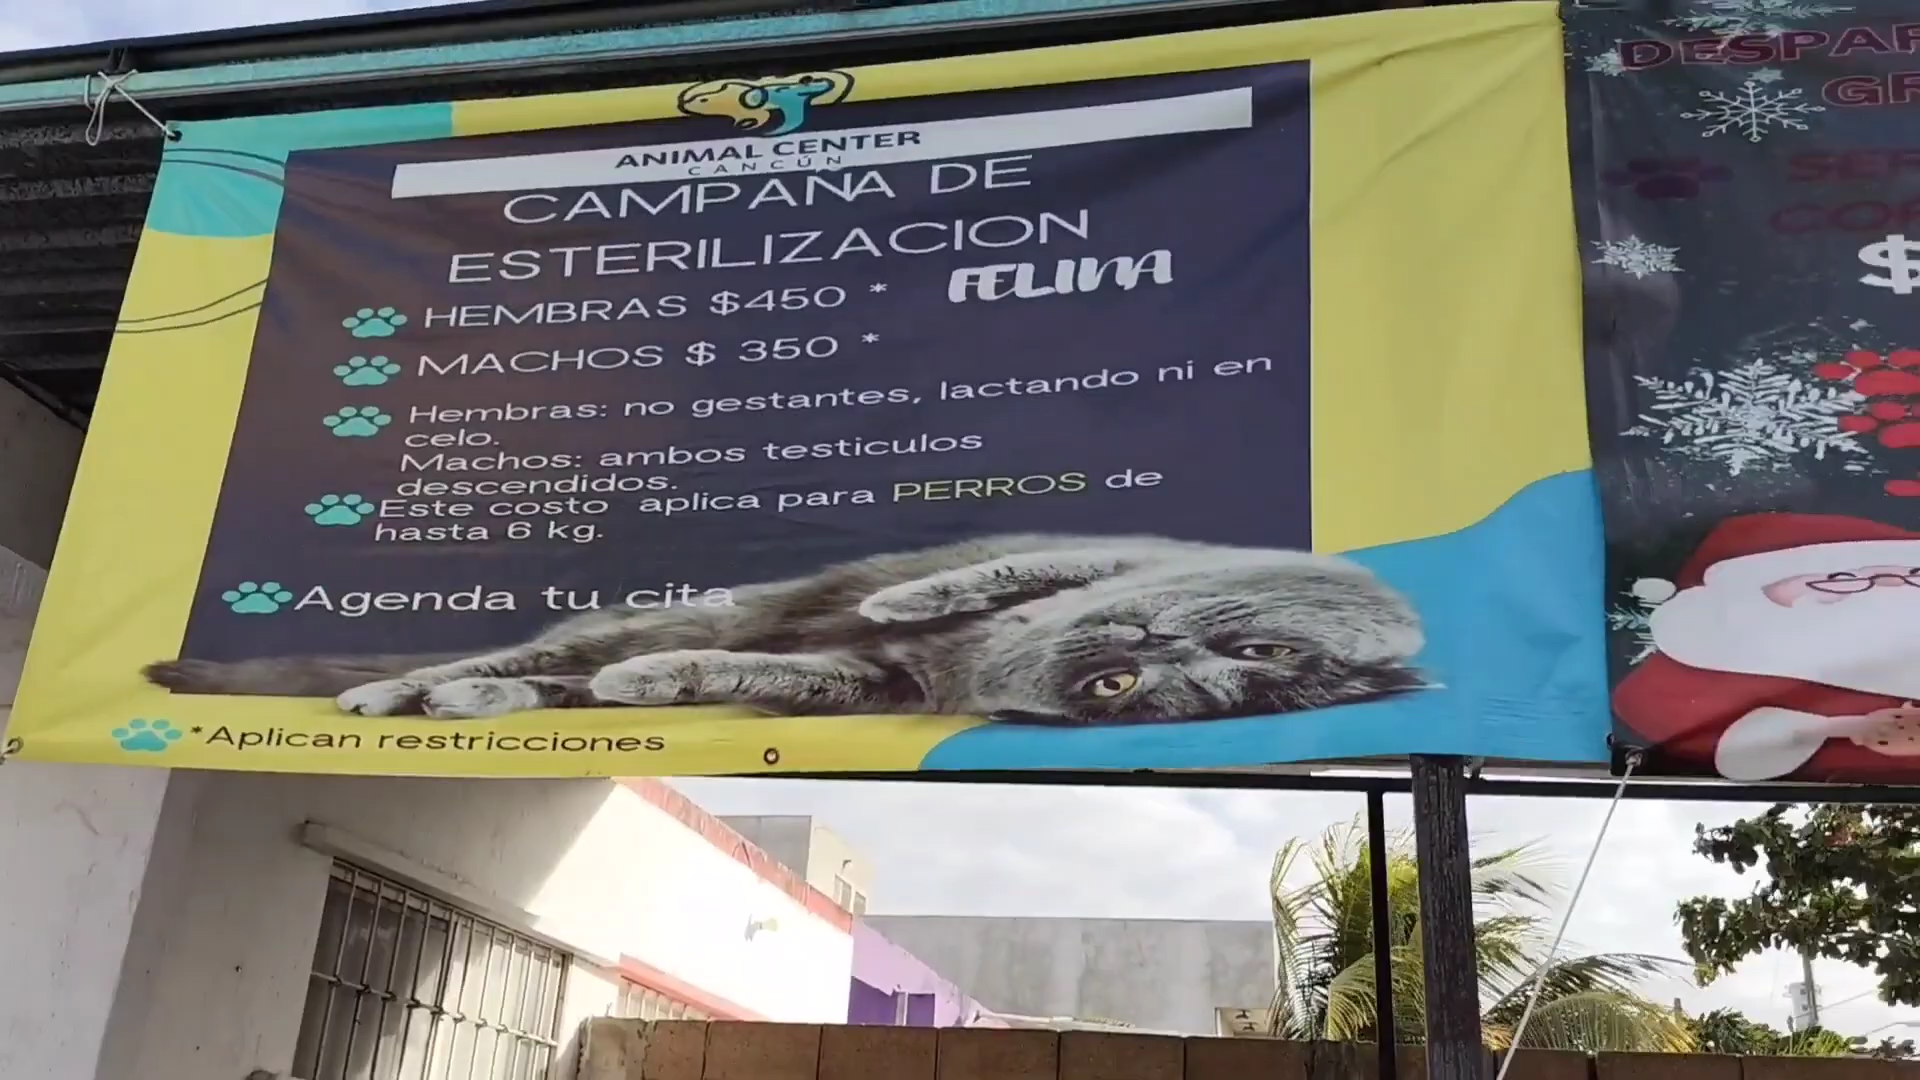 ANIMAL CENTER
CANCÚN
CAMPAÑA DE
ESTERILIZACION
FELINA
HEMBRAS $450 *
MACHOS $ 350 *
Hembras: no gestantes, lactando ni en
celo.
Machos: ambos testiculos
descendidos.
Este costo aplica para PERROS de
hasta 6 kg.
Agenda tu cita
*Aplican restricciones
$